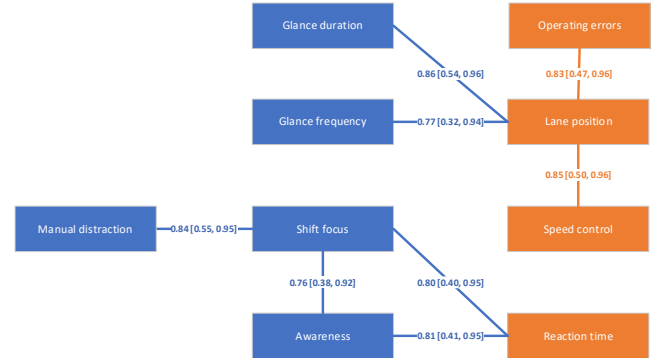 Glance duration
Operating errors
0.86 [0.54, 0.96]
0.83 [0.47, 0.96]
Glance frequency
0.77 [0.32, 0.94]
Lane position
0.85 [0.50, 0.96]
Manual distraction
0.84 [0.55, 0.95]
Shift focus
Speed control
0.76 [0.38, 0.92]
0.80 [0.40, 0.95]
Awareness
0.81 [0.41, 0.95]
Reaction time